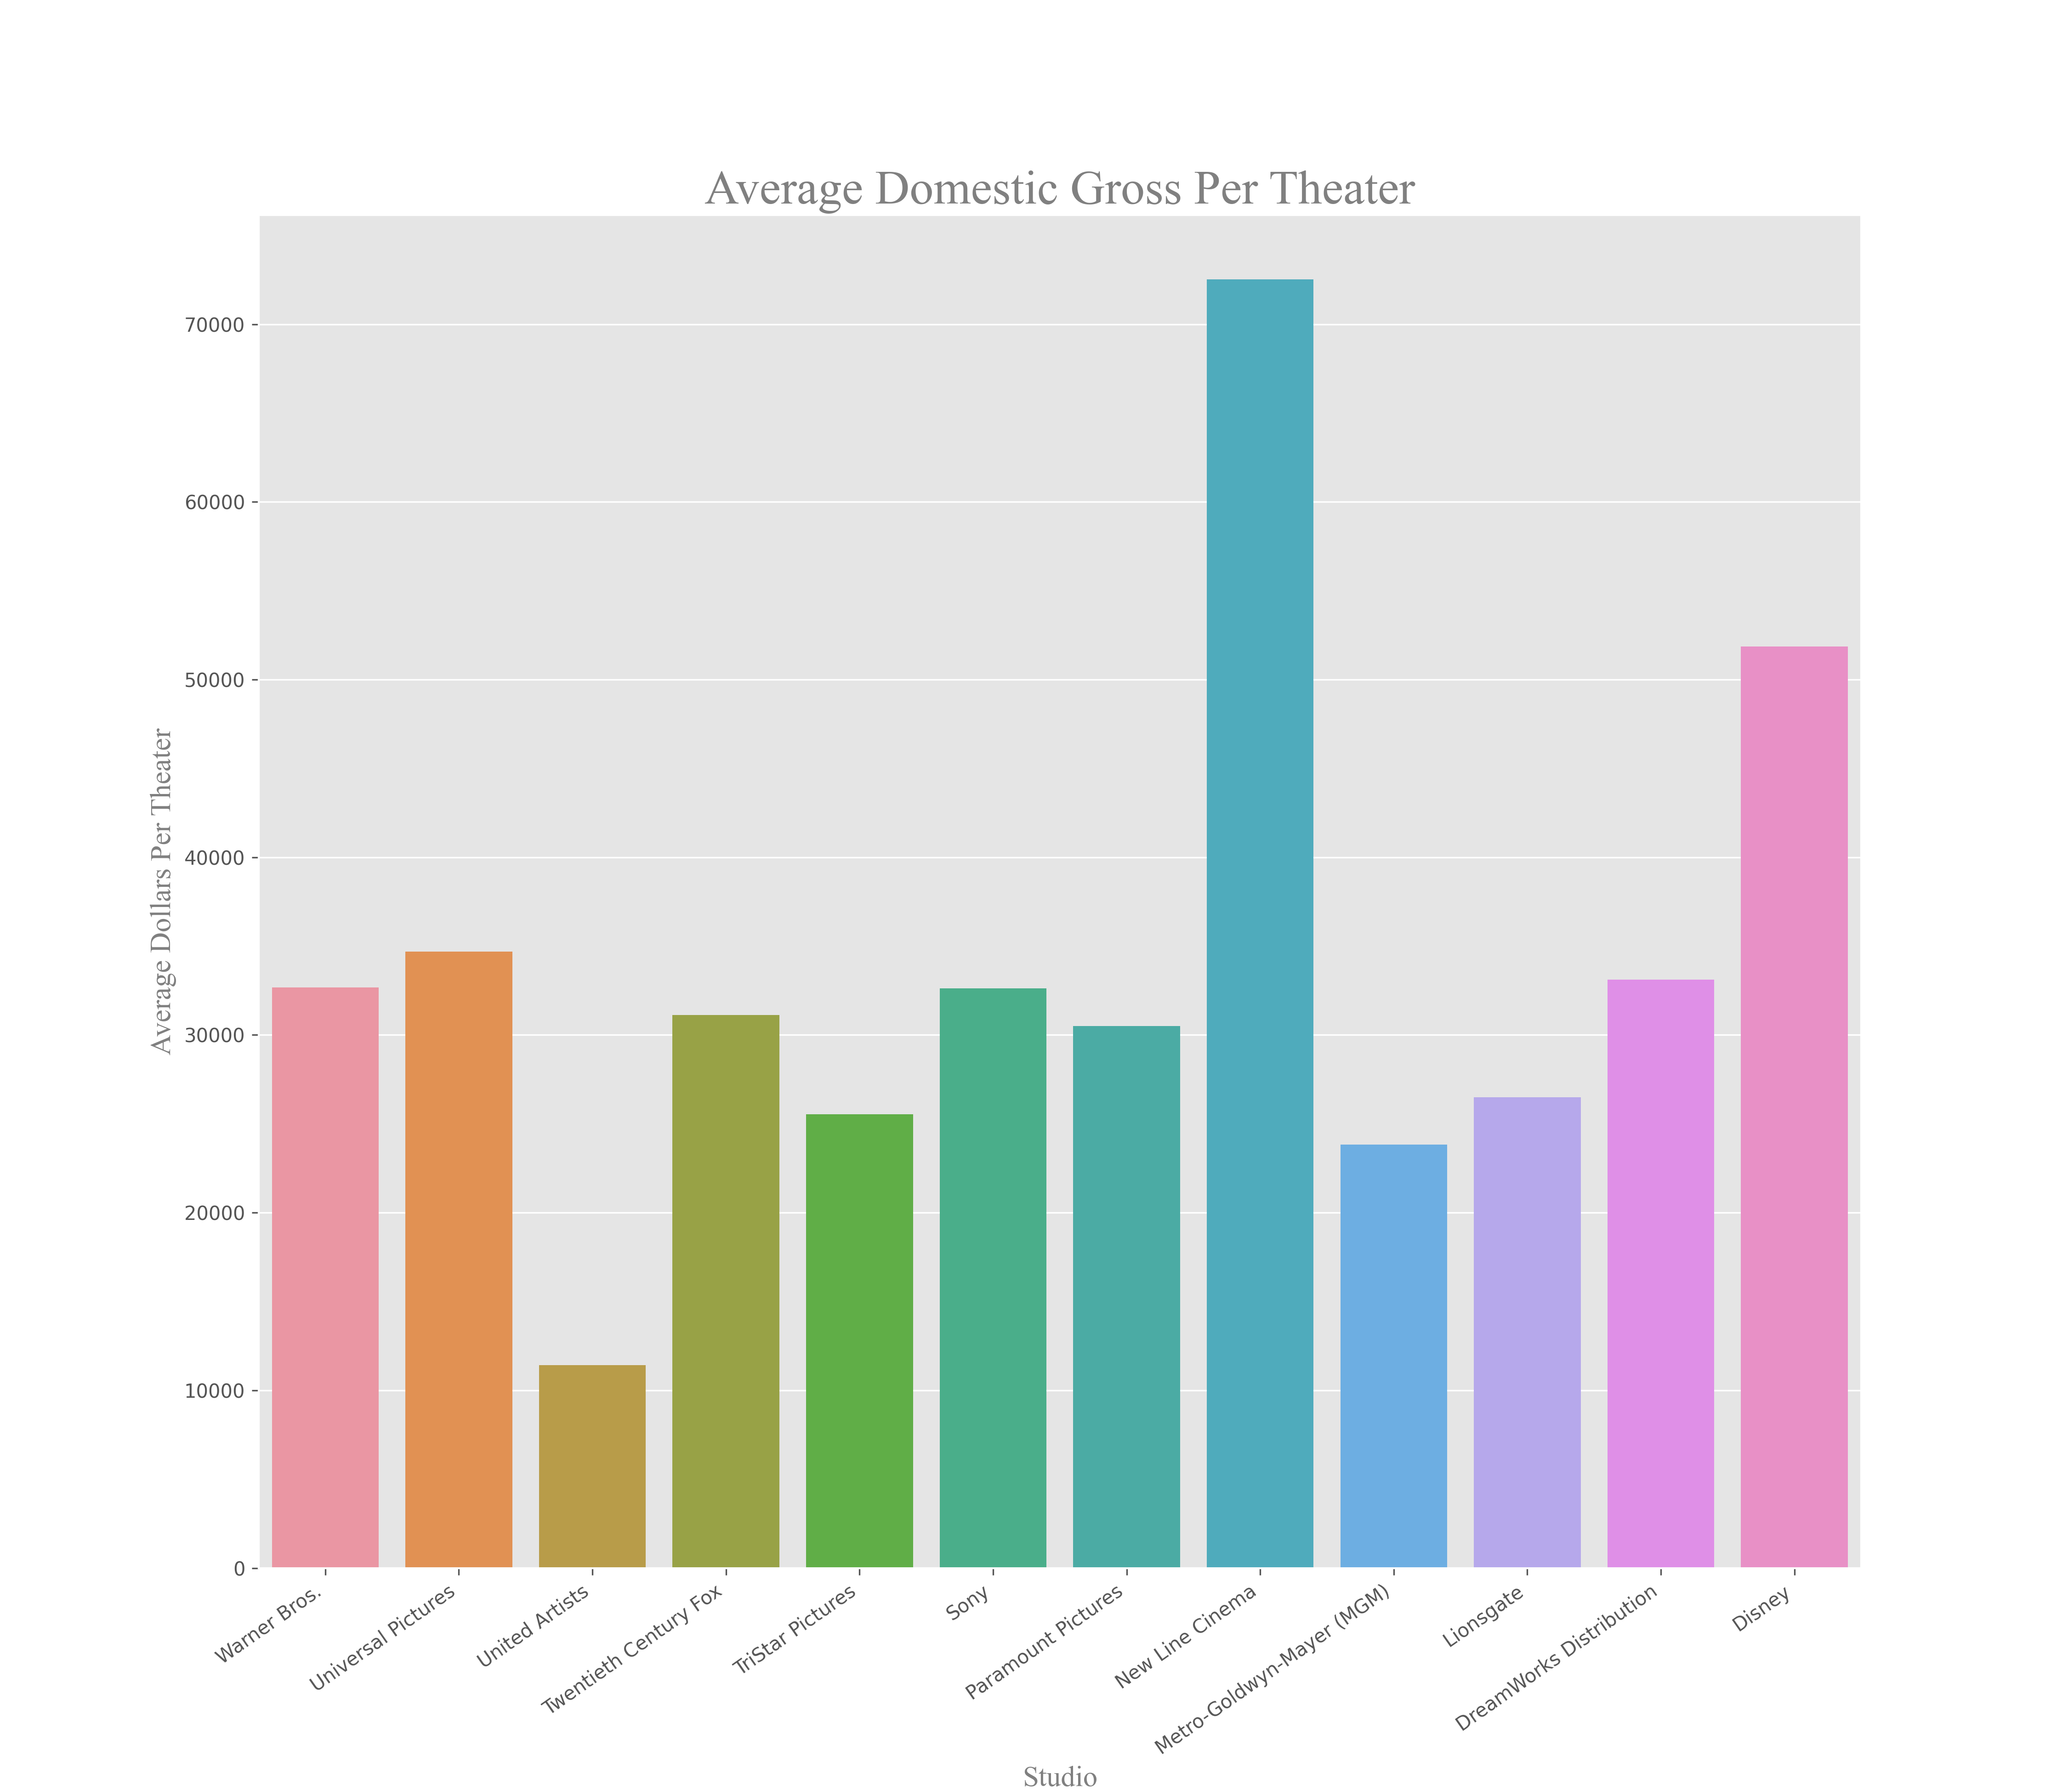 Average Domestic Gross Per Theater
Average Dollars Per Theater
70000
60000
50000
40000
30000
20000
10000
0
Warner Bros.
Universal Pictures
United Artists
Twentieth Century Fox
TriStar Pictures
Sony
Paramount Pictures
New Line Cinema
Metro-Goldwyn-Mayer (MGM)
Lionsgate
DreamWorks Distribution
Disney
Studio